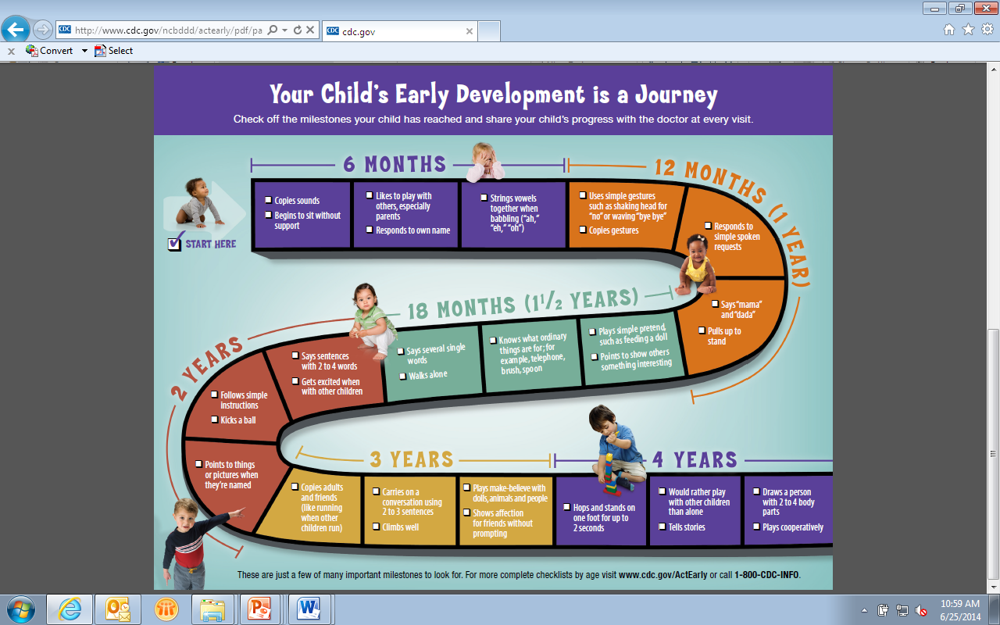 http://www.cdc.gov/ncbddd/actearly/pdf/pa
CDC cdc.gov
x Convert Select
Your Child's Early Development is a Journey
Check off the milestones your child has reached and share your child's progress with the doctor at every visit.
START HERE
6 MONTHS
Copies sounds
Begins to sit without
support
Likes to play with
others, especially
parents
Responds to own name
Strings vowels
together when
babbling ("ah,"
"eh," "oh")
12 MONTHS (1 YEAR)
Uses simple gestures
such as shaking head for
"no" or waving "bye bye"
Copies gestures
Responds to
simple spoken
requests
Says "mama"
and "dada"
Pulls up to
stand
18 MONTHS (1 1/2 YEARS)
Plays simple pretend,
such as feeding a doll
Points to show others
something interesting
Knows what ordinary
things are for; for
example, telephone,
brush, spoon
Says several single
words
Walks alone
2 YEARS
Says sentences
with 2 to 4 words
Gets excited when
with other children
Follows simple
instructions
Kicks a ball
Points to things
or pictures when
they're named
3 YEARS
Copies adults
and friends
(like running
when other
children run)
Carries on a
conversation using
2 to 3 sentences
Climbs well
Plays make-believe with
dolls, animals and people
Shows affection
for friends without
prompting
4 YEARS
Hops and stands on
one foot for up to
2 seconds
Would rather play
with other children
than alone
Tells stories
Draws a person
with 2 to 4 body
parts
Plays cooperatively
These are just a few of many important milestones to look for. For more complete checklists by age visit www.cdc.gov/ActEarly or call 1-800-CDC-INFO.
10:59 AM
6/25/2014